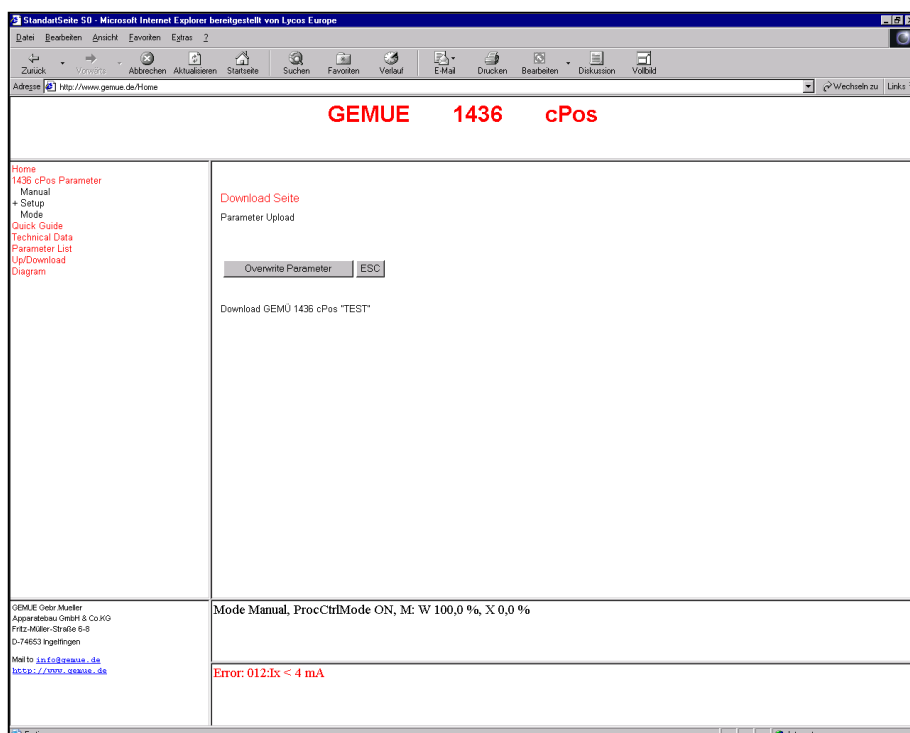 StandartSeite S0 - Microsoft Internet Explorer bereitgestellt von Lycos Europe
Datei Bearbeiten Ansicht Favoriten Extras ?
Zurück Vorwärts Abbrechen Aktualisieren Startseite Suchen Favoriten Verlauf E-Mail Drucken Bearbeiten Diskussion Vollbild
Adresse http://www.gemue.de/Home Wechseln zu Links
GEMUE 1436 cPos
Home
1436 cPos Parameter
Manual
+ Setup
Mode
Quick Guide
Technical Data
Parameter List
Up/Download
Diagram
Download Seite
Parameter Upload
Overwrite Parameter ESC
Download GEMÜ 1436 cPos "TEST"
GEMUE Gebr.Mueller
Apparatebau GmbH & Co.KG
Fritz-Müller-Straße 6-8
D-74653 Ingelfingen
Mail to info@gemue.de
http://www.gemue.de
Mode Manual, ProcCtrlMode ON, M: W 100,0 %, X 0,0 %
Error: 012:Ix < 4 mA